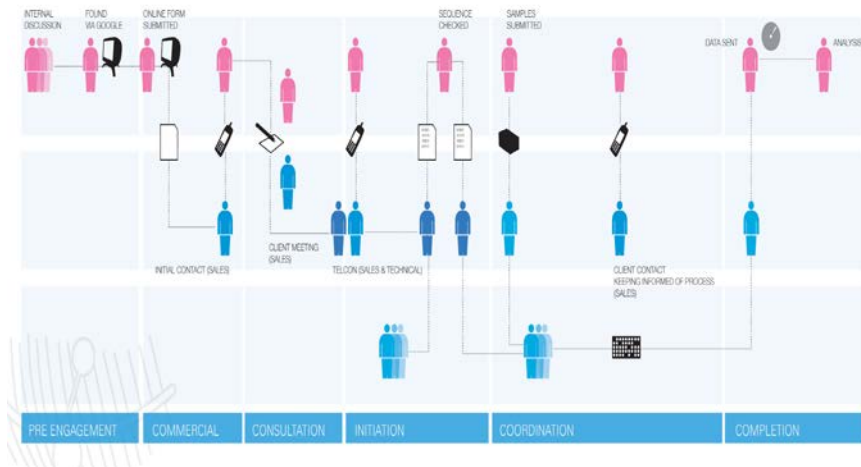 INTERNAL
DISCUSSION
FOUND
VIA GOOGLE
ONLINE FORM
SUBMITTED
SEQUENCE
CHECKED
SAMPLES
SUBMITTED
DATA SENT
ANALYSIS
INITIAL CONTACT (SALES)
CLIENT MEETING
(SALES)
TELCON (SALES & TECHNICAL)
CLIENT CONTACT
KEEPING INFORMED OF PROCESS
(SALES)
PRE ENGAGEMENT
COMMERCIAL
CONSULTATION
INITIATION
COORDINATION
COMPLETION